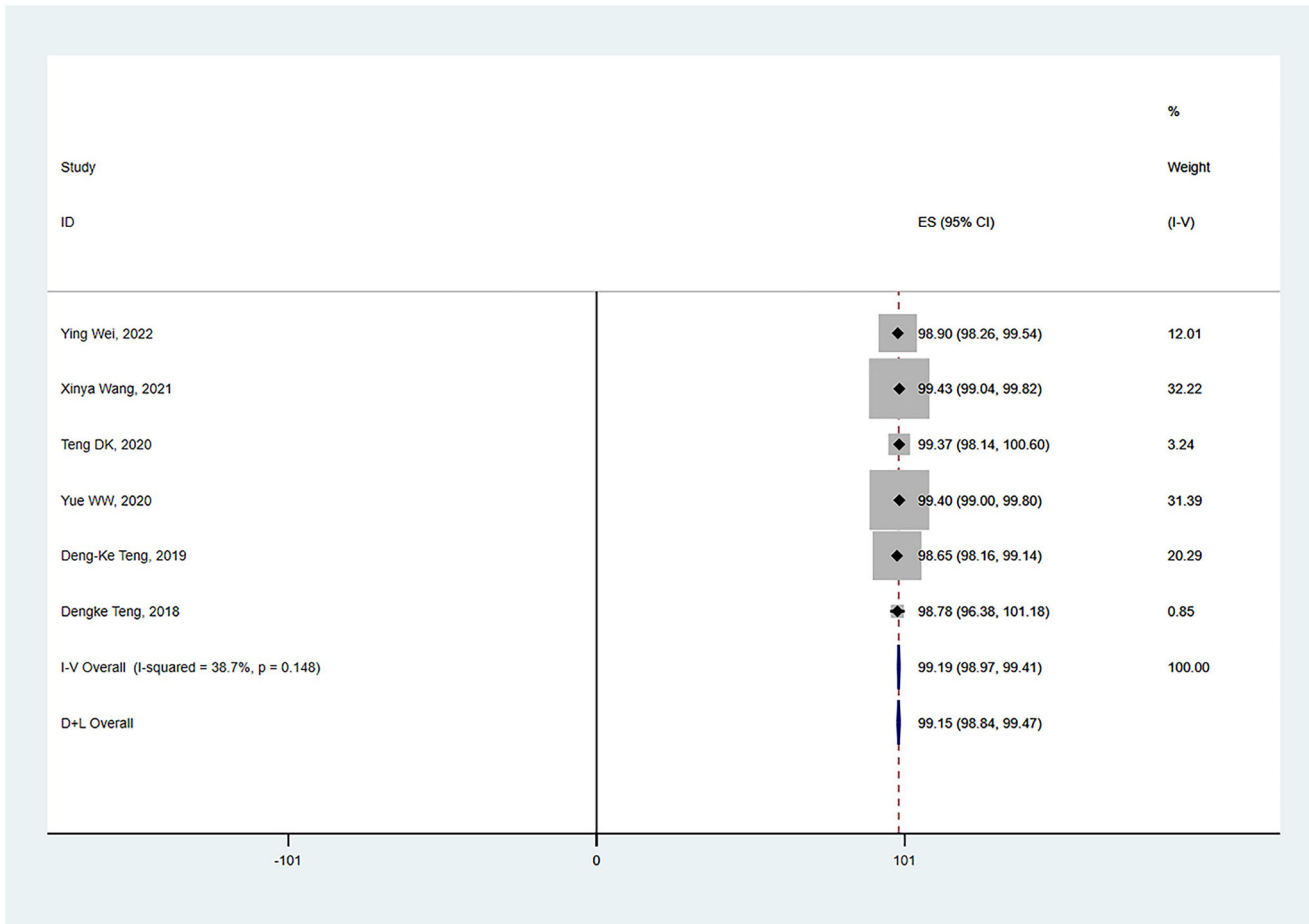 %
Study Weight
ID ES (95% CI) (I-V)
Ying Wei, 2022 98.90 (98.26, 99.54) 12.01
Xinya Wang, 2021 99.43 (99.04, 99.82) 32.22
Teng DK, 2020 99.37 (98.14, 100.60) 3.24
Yue WW, 2020 99.40 (99.00, 99.80) 31.39
Deng-Ke Teng, 2019 98.65 (98.16, 99.14) 20.29
Dengke Teng, 2018 98.78 (96.38, 101.18) 0.85
I-V Overall (I-squared = 38.7%, p = 0.148) 99.19 (98.97, 99.41) 100.00
D+L Overall 99.15 (98.84, 99.47)
-101 0 101